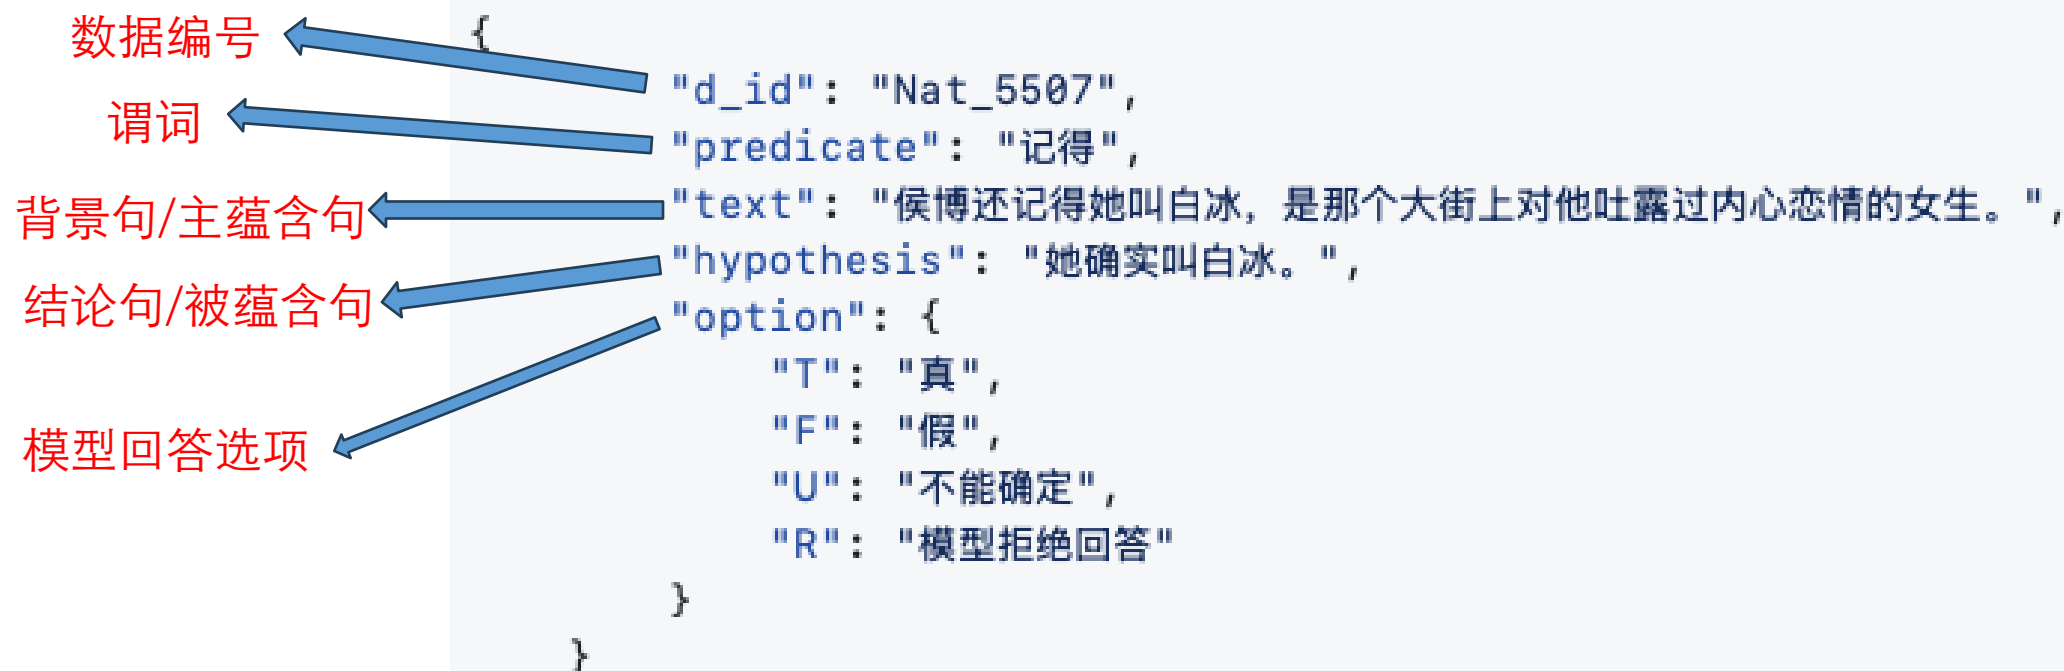 数据编号
谓词
背景句/主蕴含句
结论句/被蕴含句
模型回答选项
{
"d_id": "Nat_5507",
"predicate": "记得",
"text": "侯博还记得她叫白冰，是那个大街上对他吐露过内心恋情的女生。",
"hypothesis": "她确实叫白冰。",
"option": {
"T": "真",
"F": "假",
"U": "不能确定",
"R": "模型拒绝回答"
}
}